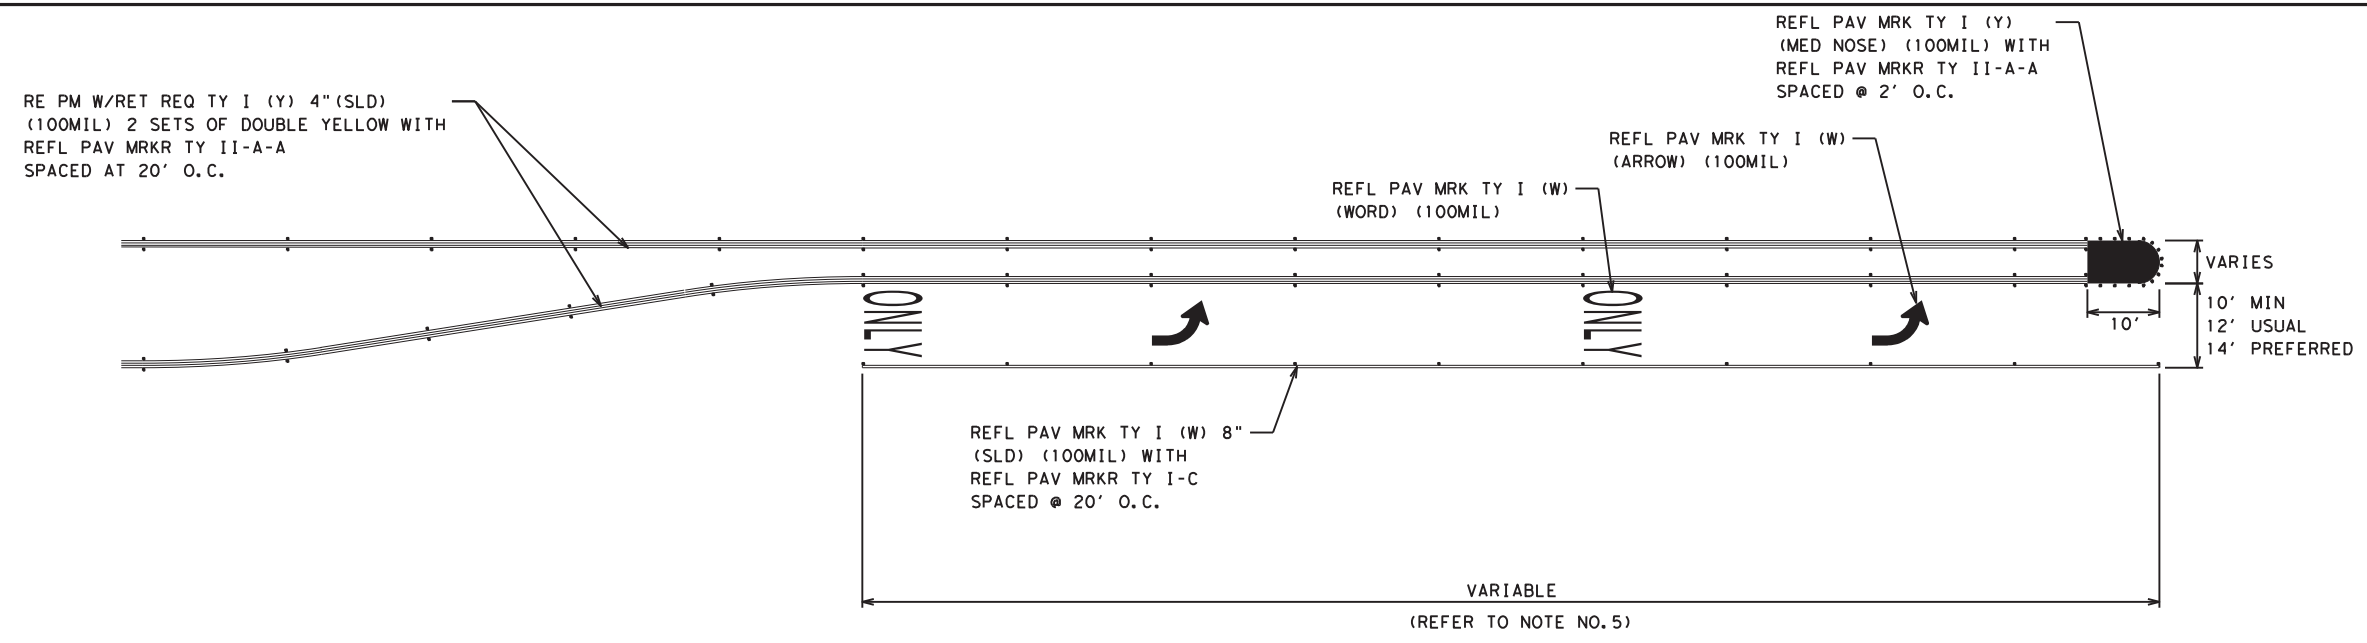 REFL PAV MRK TY I (Y)
(MED NOSE) (100MIL) WITH
REFL PAV MRKR TY II-A-A
SPACED @ 2' O.C.
RE PM W/RET REQ TY I (Y) 4"(SLD)
(100MIL) 2 SETS OF DOUBLE YELLOW WITH
REFL PAV MRKR TY II-A-A
SPACED AT 20' O.C.
REFL PAV MRK TY I (W)
(ARROW) (100MIL)
REFL PAV MRK TY I (W)
(WORD) (100MIL)
VARIES
10' MIN
12' USUAL
14' PREFERRED
10'
ONLY
ONLY
REFL PAV MRK TY I (W) 8"
(SLD) (100MIL) WITH
REFL PAV MRKR TY I-C
SPACED @ 20' O.C.
VARIABLE
(REFER TO NOTE NO.5)